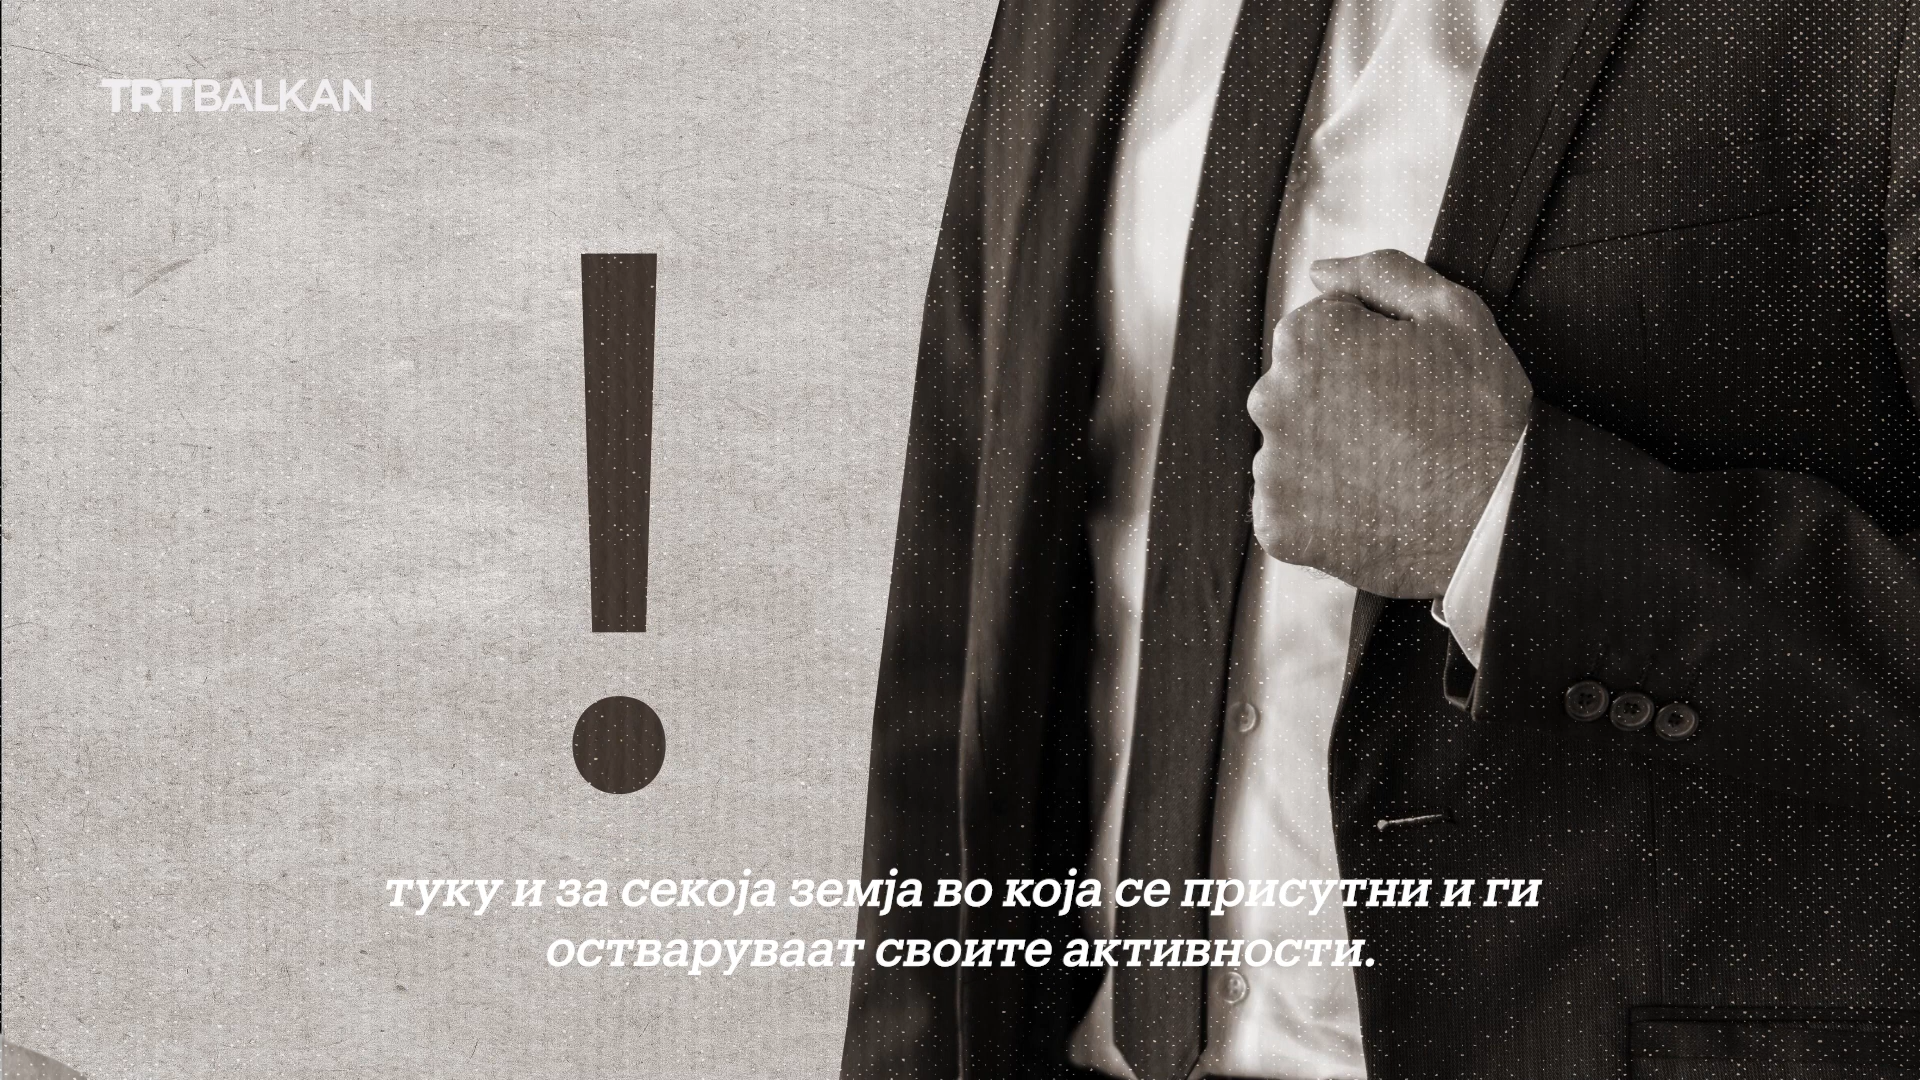 TRTBALKAN
!
туку и за секоја земја во која се присутни и ги
остваруваат своите активности.